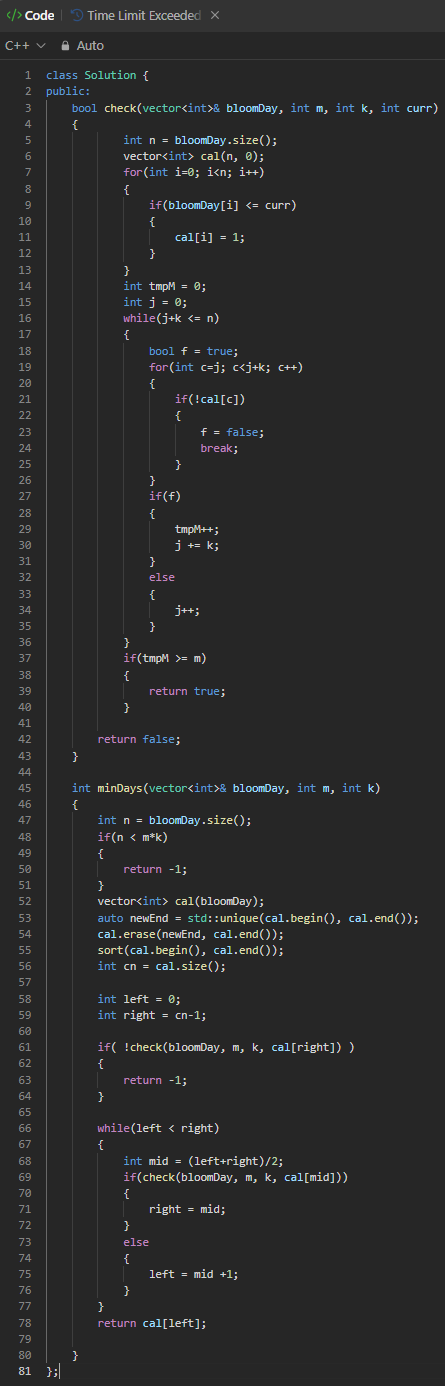 </> Code | Time Limit Exceeded ×
C++ Auto
1 class Solution {
2 public:
3     bool check(vector<int>& bloomDay, int m, int k, int curr)
4     {
5             int n = bloomDay.size();
6             vector<int> cal(n, 0);
7             for(int i=0; i<n; i++)
8             {
9                 if(bloomDay[i] <= curr)
10                 {
11                     cal[i] = 1;
12                 }
13             }
14             int tmpM = 0;
15             int j = 0;
16             while(j+k <= n)
17             {
18                 bool f = true;
19                 for(int c=j; c<j+k; c++)
20                 {
21                     if(!cal[c])
22                     {
23                         f = false;
24                         break;
25                     }
26                 }
27                 if(f)
28                 {
29                     tmpM++;
30                     j += k;
31                 }
32                 else
33                 {
34                     j++;
35                 }
36             }
37             if(tmpM >= m)
38             {
39                 return true;
40             }
41
42         return false;
43     }
44
45     int minDays(vector<int>& bloomDay, int m, int k)
46     {
47         int n = bloomDay.size();
48         if(n < m*k)
49         {
50             return -1;
51         }
52         vector<int> cal(bloomDay);
53         auto newEnd = std::unique(cal.begin(), cal.end());
54         cal.erase(newEnd, cal.end());
55         sort(cal.begin(), cal.end());
56         int cn = cal.size();
57
58         int left = 0;
59         int right = cn-1;
60
61         if( !check(bloomDay, m, k, cal[right]) )
62         {
63             return -1;
64         }
65
66         while(left < right)
67         {
68             int mid = (left+right)/2;
69             if(check(bloomDay, m, k, cal[mid]))
70             {
71                 right = mid;
72             }
73             else
74             {
75                 left = mid +1;
76             }
77         }
78         return cal[left];
79
80     }
81 };